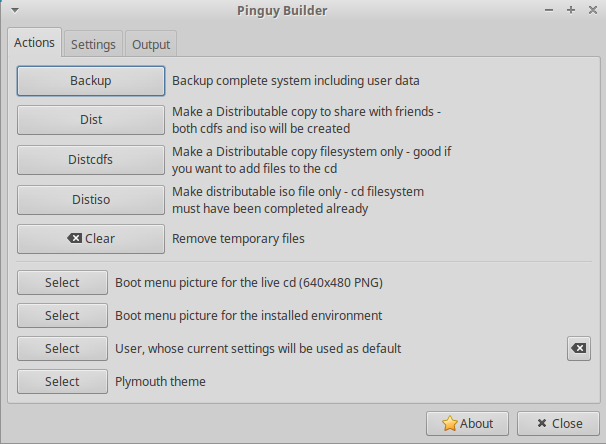 Pinguy Builder
Actions Settings Output
Backup Backup complete system including user data
Dist Make a Distributable copy to share with friends -
both cdfs and iso will be created
Distcdfs Make a Distributable copy filesystem only - good if
you want to add files to the cd
Distiso Make distributable iso file only - cd filesystem
must have been completed already
Clear Remove temporary files
Select Boot menu picture for the live cd (640x480 PNG)
Select Boot menu picture for the installed environment
Select User, whose current settings will be used as default
Select Plymouth theme
About Close